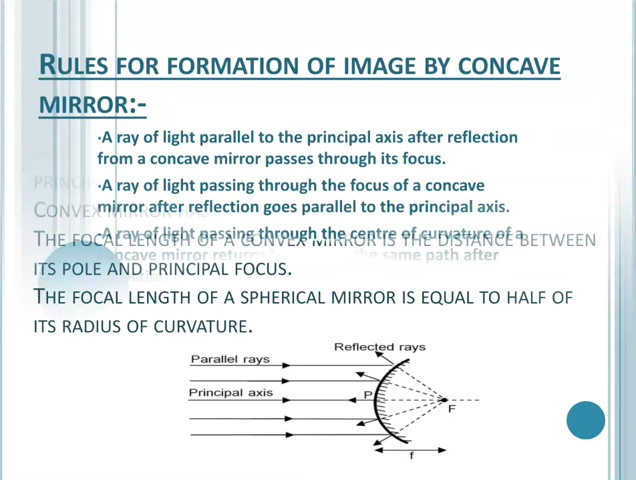 RULES FOR FORMATION OF IMAGE BY CONCAVE
MIRROR:-
•A ray of light parallel to the principal axis after reflection
from a concave mirror passes through its focus.
•A ray of light passing through the focus of a concave
mirror after reflection goes parallel to the principal axis.
•A ray of light passing through the centre of curvature of a
concave mirror the same path after
CONVEX MIRROR HAS
THE FOCAL LENGTH OF A CONVEX MIRROR IS THE DISTANCE BETWEEN
ITS POLE AND PRINCIPAL FOCUS.
THE FOCAL LENGTH OF A SPHERICAL MIRROR IS EQUAL TO HALF OF
ITS RADIUS OF CURVATURE.
Reflected rays
Parallel rays
Principal axis
P
F
f